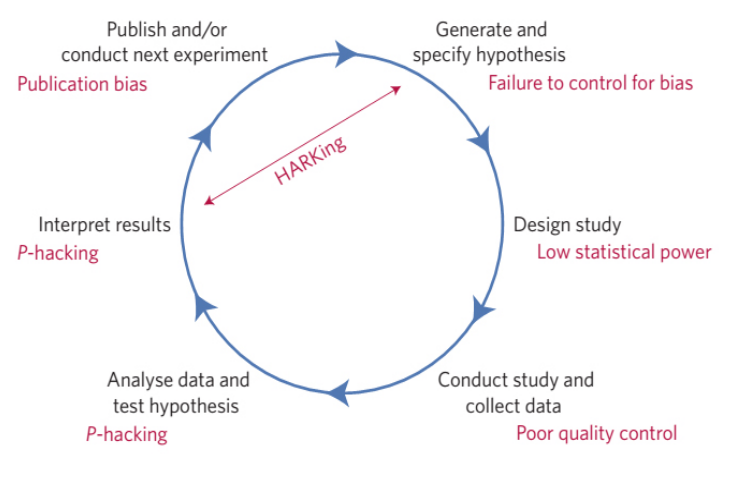 Publish and/or
conduct next experiment
Publication bias
Generate and
specify hypothesis
Failure to control for bias
HARKing
Interpret results
P-hacking
Design study
Low statistical power
Analyse data and
test hypothesis
P-hacking
Conduct study and
collect data
Poor quality control